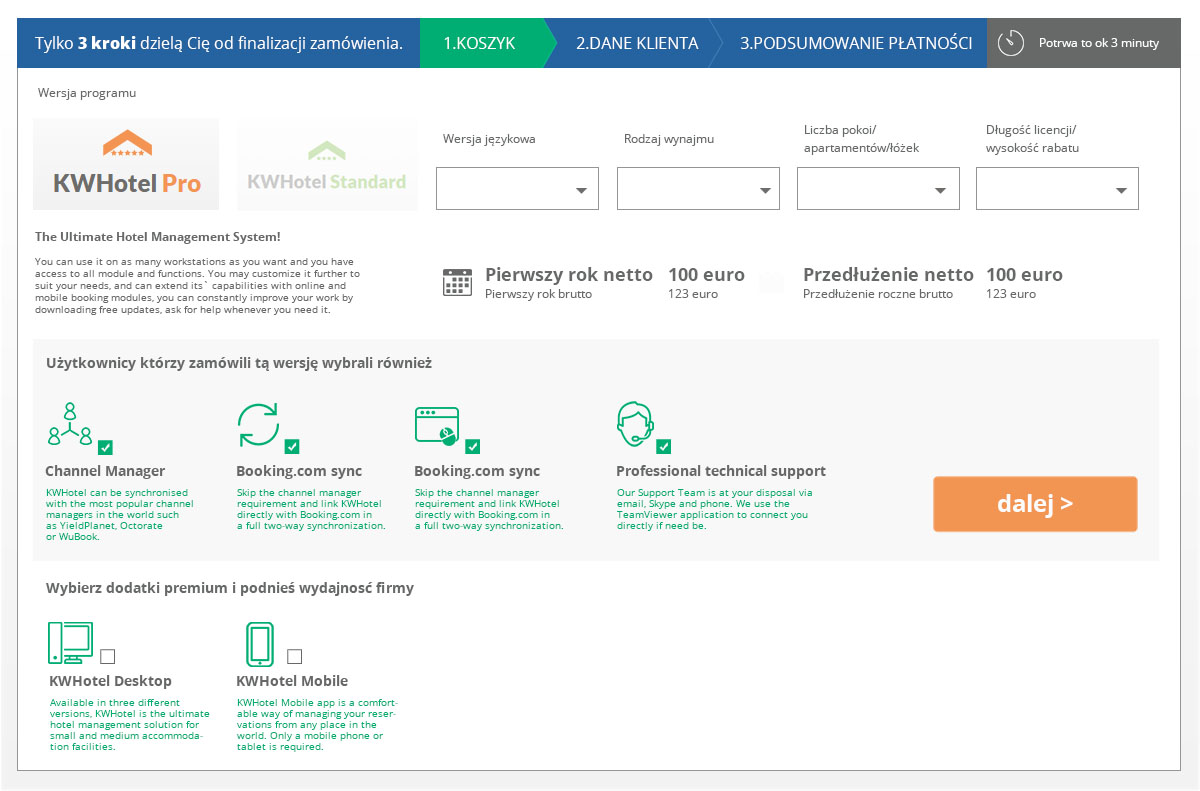 Tylko 3 kroki dzielą Cię od finalizacji zamówienia.
1.KOSZYK
2.DANE KLIENTA
3.PODSUMOWANIE PŁATNOŚCI
Potrwa to ok 3 minuty
Wersja programu
KWHotel Pro
KWHotel Standard
Wersja językowa
Rodzaj wynajmu
Liczba pokoi/
apartamentów/łóżek
Długość licencji/
wysokość rabatu
The Ultimate Hotel Management System!
You can use it on as many workstations as you want and you have
access to all module and functions. You may customize it further to
suit your needs, and can extend its` capabilities with online and
mobile booking modules, you can constantly improve your work by
downloading free updates, ask for help whenever you need it.
Pierwszy rok netto 100 euro
Pierwszy rok brutto 123 euro
Przedłużenie netto 100 euro
Przedłużenie roczne brutto 123 euro
Użytkownicy którzy zamówili tą wersję wybrali również
Channel Manager
KWHotel can be synchronised
with the most popular channel
managers in the world such
as YieldPlanet, Octorate
or WuBook.
Booking.com sync
Skip the channel manager
requirement and link KWHotel
directly with Booking.com in
a full two-way synchronization.
Booking.com sync
Skip the channel manager
requirement and link KWHotel
directly with Booking.com in
a full two-way synchronization.
Professional technical support
Our Support Team is at your disposal via
email, Skype and phone. We use the
TeamViewer application to connect you
directly if need be.
dalej >
Wybierz dodatki premium i podnieś wydajnosć firmy
KWHotel Desktop
Available in three different
versions, KWHotel is the ultimate
hotel management solution for
small and medium accommoda-
tion facilities.
KWHotel Mobile
KWHotel Mobile app is a comfort-
able way of managing your reser-
vations from any place in the
world. Only a mobile phone or
tablet is required.